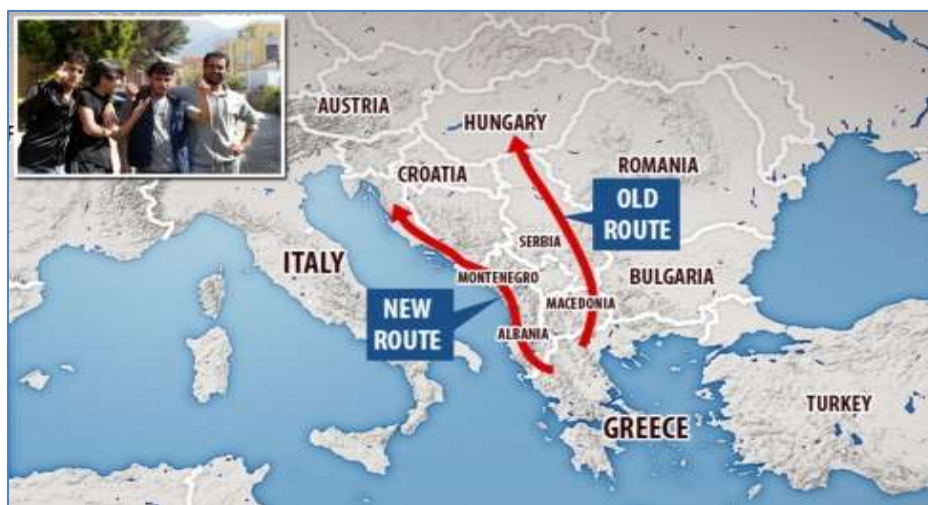 AUSTRIA
HUNGARY
CROATIA
ROMANIA
OLD
ROUTE
SERBIA
ITALY
MONTENEGRO
BULGARIA
MACEDONIA
NEW
ROUTE
ALBANIA
TURKEY
GREECE